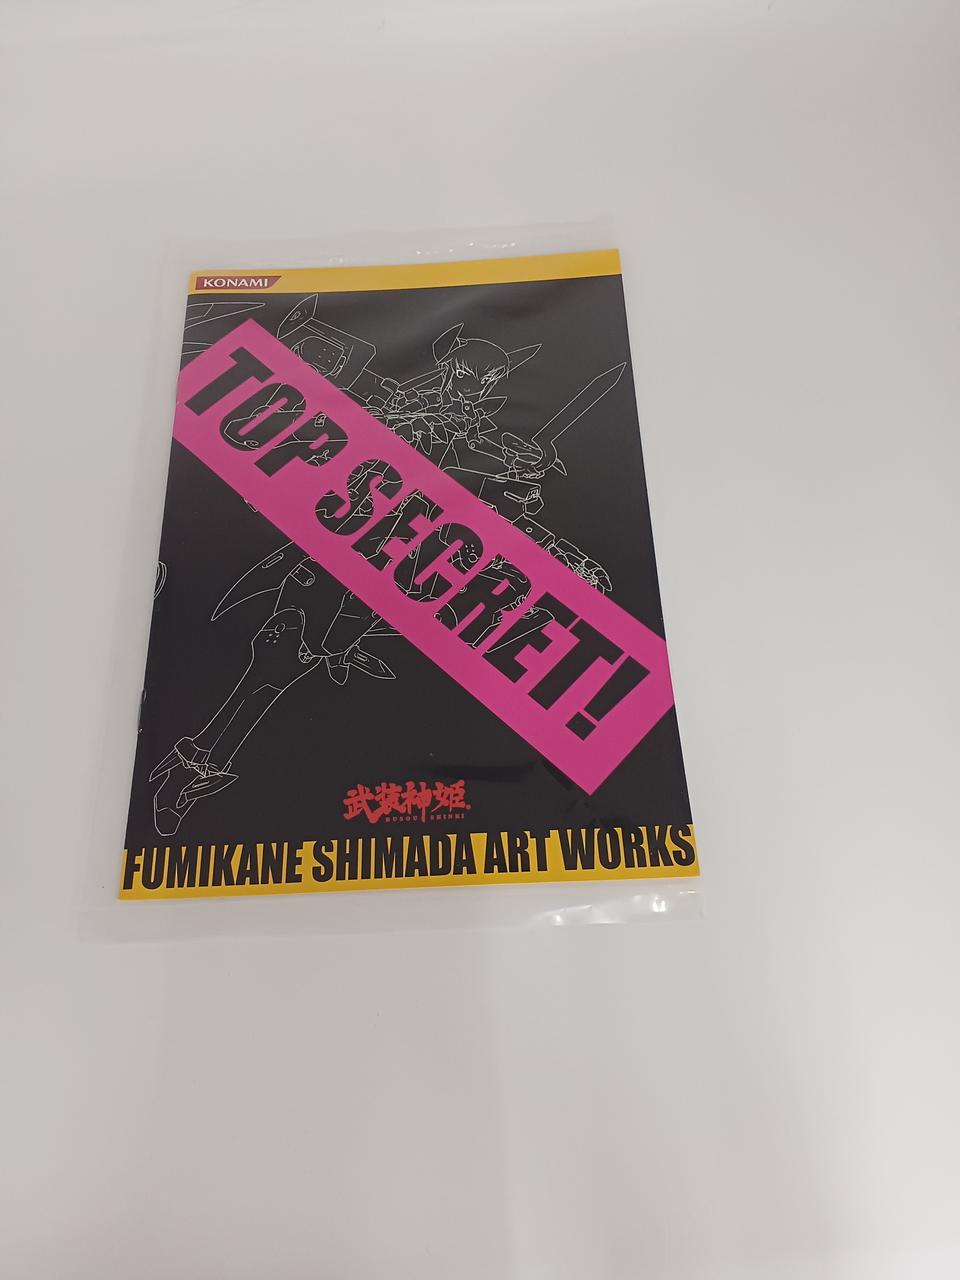 KONAMI
TOP SECRET!
武装神姫
BUSOU SHINKI
FUMIKANE SHIMADA ART WORKS